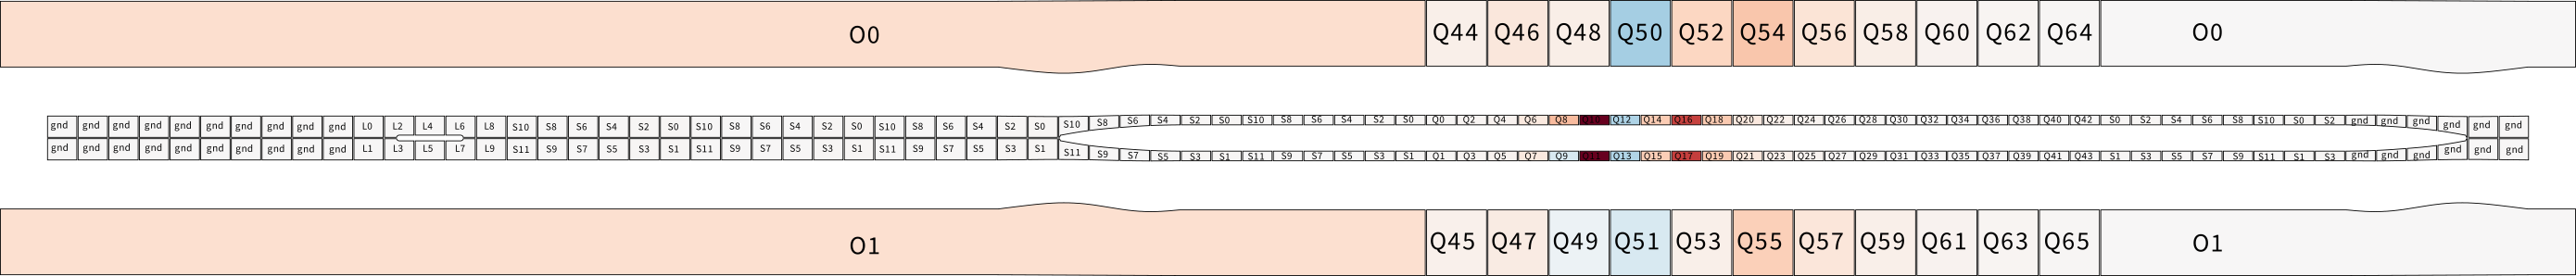 O0 Q44 Q46 Q48 Q50 Q52 Q54 Q56 Q58 Q60 Q62 Q64 O0
gnd gnd gnd gnd gnd gnd gnd gnd gnd gnd L0 L2 L4 L6 L8 S10 S8 S6 S4 S2 S0 S10 S8 S6 S4 S2 S0 S10 S8 S6 S4 S2 S0 S10 S8 S6 S4 S2 S0 S10 S8 S6 S4 S2 S0 Q0 Q2 Q4 Q6 Q8 Q10 Q12 Q14 Q16 Q18 Q20 Q22 Q24 Q26 Q28 Q30 Q32 Q34 Q36 Q38 Q40 Q42 S0 S2 S4 S6 S8 S10 S0 S2 gnd gnd gnd gnd gnd gnd
gnd gnd gnd gnd gnd gnd gnd gnd gnd gnd L1 L3 L5 L7 L9 S11 S9 S7 S5 S3 S1 S11 S9 S7 S5 S3 S1 S11 S9 S7 S5 S3 S1 S11 S9 S7 S5 S3 S1 S11 S9 S7 S5 S3 S1 Q1 Q3 Q5 Q7 Q9 Q11 Q13 Q15 Q17 Q19 Q21 Q23 Q25 Q27 Q29 Q31 Q33 Q35 Q37 Q39 Q41 Q43 S1 S3 S5 S7 S9 S11 S1 S3 gnd gnd gnd gnd gnd gnd
O1 Q45 Q47 Q49 Q51 Q53 Q55 Q57 Q59 Q61 Q63 Q65 O1